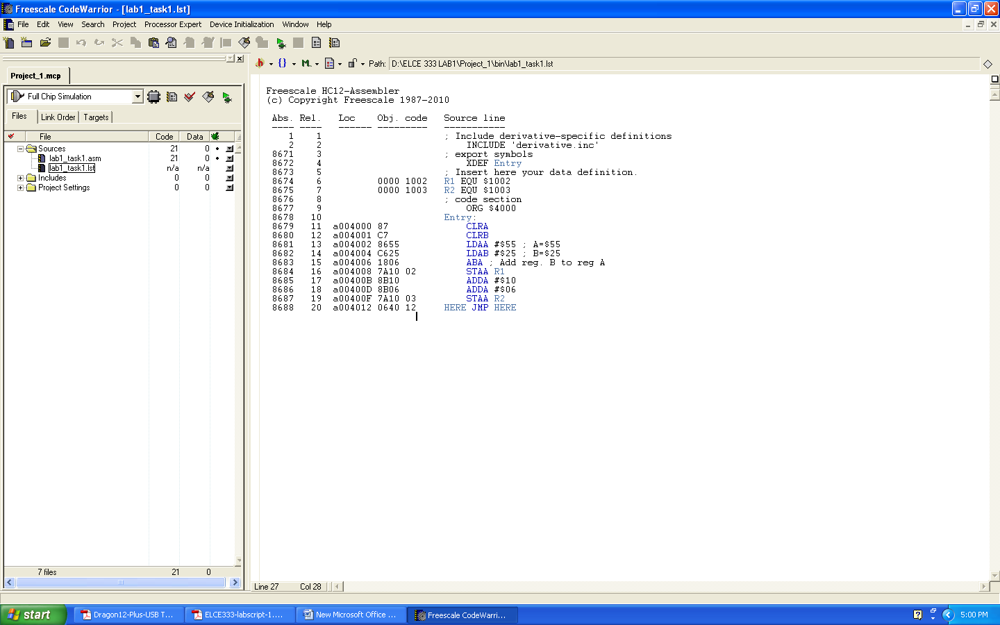 Freescale CodeWarrior - [lab1_task1.lst]
File Edit View Search Project Processor Expert Device Initialization Window Help
Project_1.mcp
Full Chip Simulation
Files Link Order Targets
File Code Data
Sources 21 0
lab1_task1.asm 21 0
lab1_task1.lst n/a n/a
Includes 0 0
Project Settings 0 0
7 files 21 0
Path: D:\ELCE 333 LAB1\Project_1\bin\lab1_task1.lst
Freescale HC12-Assembler
(c) Copyright Freescale 1987-2010
Abs. Rel. Loc Obj. code Source line
---- ---- ------ --------- -----------
1 1 ; Include derivative-specific definitions
2 2 INCLUDE 'derivative.inc'
8671 3 ; export symbols
8672 4 XDEF Entry
8673 5 ; Insert here your data definition.
8674 6 0000 1002 R1 EQU $1002
8675 7 0000 1003 R2 EQU $1003
8676 8 ; code section
8677 9 ORG $4000
8678 10 Entry:
8679 11 a004000 87 CLRA
8680 12 a004001 C7 CLRB
8681 13 a004002 8655 LDAA #$55 ; A=$55
8682 14 a004004 C625 LDAB #$25 ; B=$25
8683 15 a004006 1806 ABA ; Add reg. B to reg A
8684 16 a004008 7A10 02 STAA R1
8685 17 a00400B 8B10 ADDA #$10
8686 18 a00400D 8B06 ADDA #$06
8687 19 a00400F 7A10 03 STAA R2
8688 20 a004012 0640 12 HERE JMP HERE
Line 27 Col 28
start Dragon12-Plus-USB T... ELCE333-labscript-1.... New Microsoft Office ... Freescale CodeWarri... 5:00 PM